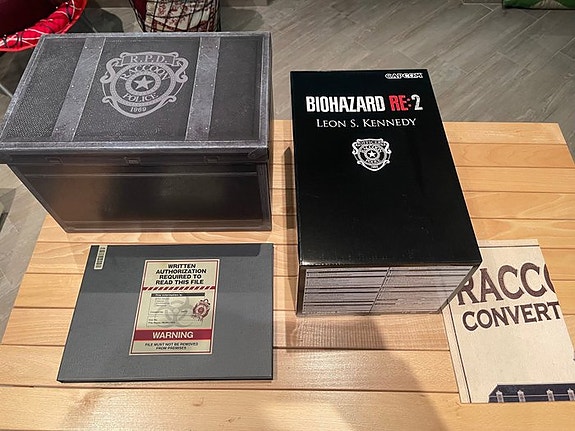 R.P.D.
RACCOON
POLICE
1969
CAPCOM
BIOHAZARD RE:2
LEON S. KENNEDY
WRITTEN
AUTHORIZATION
REQUIRED TO
READ THIS FILE
WARNING
FILE MUST NOT BE REMOVED
FROM PREMISES
RACCO
CONVERT